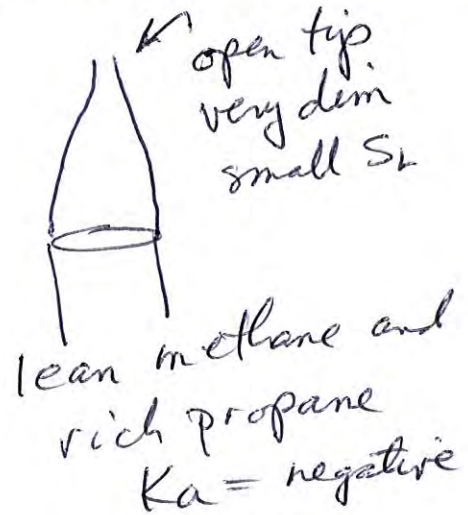 open tip
very dim
small SL
lean methane and
rich propane
Ka = negative